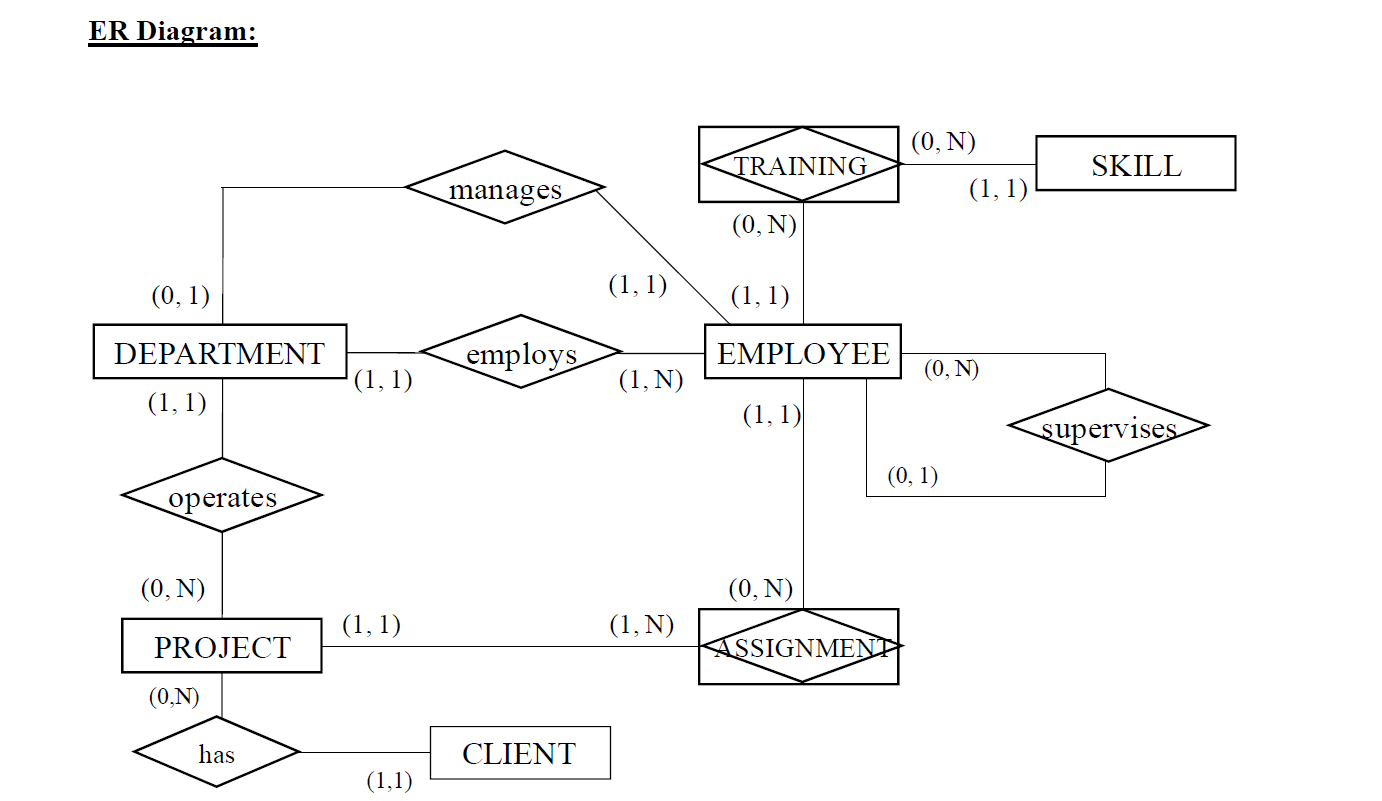 ER Diagram:
TRAINING
(0, N)
SKILL
manages
(1, 1)
(0, N)
(0, 1)
(1, 1)
(1, 1)
DEPARTMENT
employs
EMPLOYEE
(1, 1)
(1, N)
(0, N)
(1, 1)
(1, 1)
supervises
(0, 1)
operates
(0, N)
(0, N)
(1, 1)
(1, N)
PROJECT
ASSIGNMENT
(0,N)
has
CLIENT
(1,1)